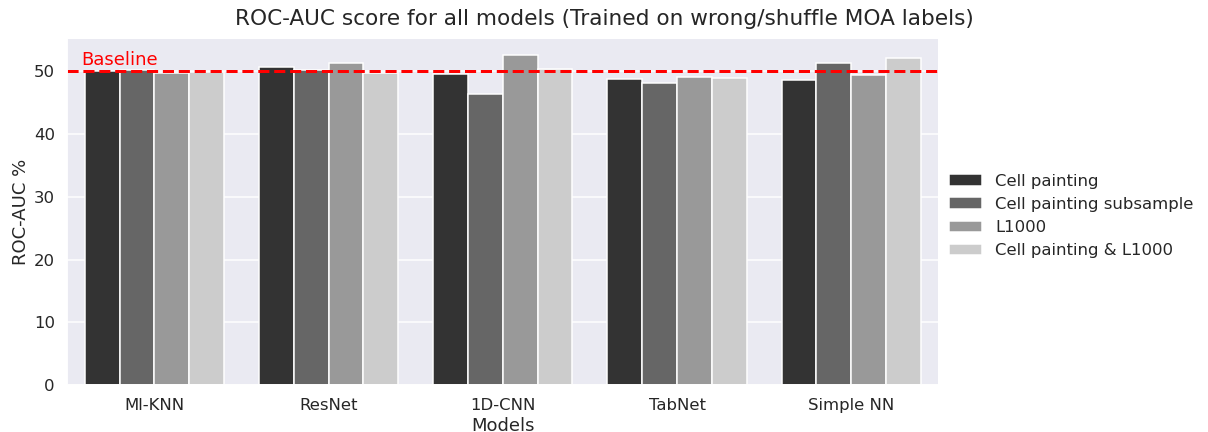 ROC-AUC score for all models (Trained on wrong/shuffle MOA labels)
Baseline
50
40
30
20
10
0
ROC-AUC %
Ml-KNN
ResNet
1D-CNN
TabNet
Simple NN
Models
Cell painting
Cell painting subsample
L1000
Cell painting & L1000